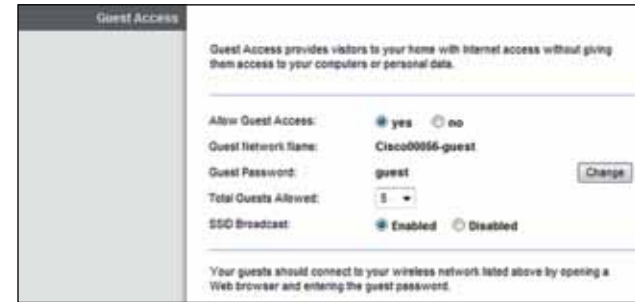 Guest Access
Guest Access provides visitors to your home with Internet access without giving
them access to your computers or personal data.
Allow Guest Access: yes no
Guest Network Name: Cisco00056-guest
Guest Password: guest Change
Total Guests Allowed: 5
SSID Broadcast: Enabled Disabled
Your guests should connect to your wireless network listed above by opening a
Web browser and entering the guest password.